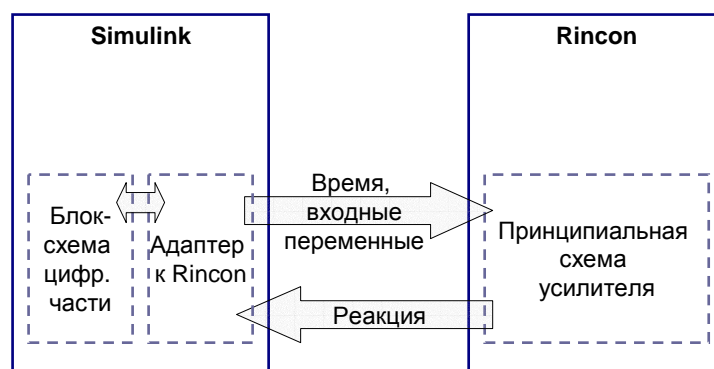 Simulink
Rincon
Блок-
схема
цифр.
части
Адаптер
к Rincon
Время,
входные
переменные
Реакция
Принципиальная
схема
усилителя